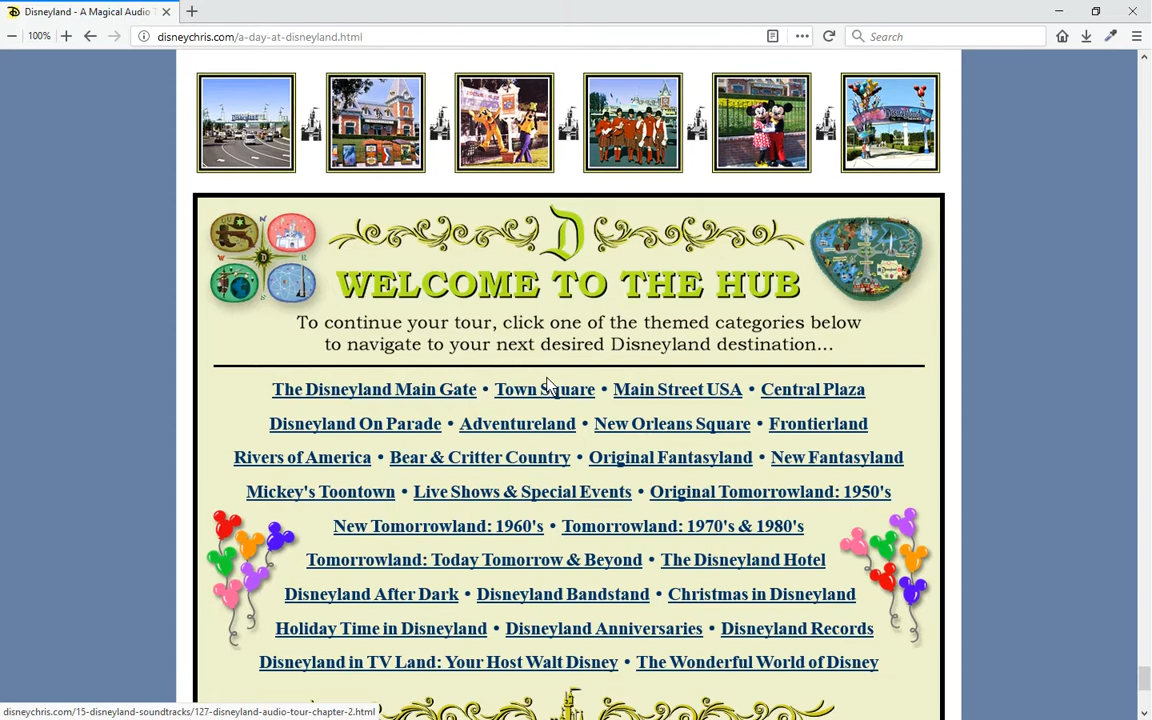 Disneyland - A Magical Audio T
100%
disneychris.com/a-day-at-disneyland.html
Search
WELCOME TO THE HUB
To continue your tour, click one of the themed categories below
to navigate to your next desired Disneyland destination...
The Disneyland Main Gate • Town Square • Main Street USA • Central Plaza
Disneyland On Parade • Adventureland • New Orleans Square • Frontierland
Rivers of America • Bear & Critter Country • Original Fantasyland • New Fantasyland
Mickey's Toontown • Live Shows & Special Events • Original Tomorrowland: 1950's
New Tomorrowland: 1960's • Tomorrowland: 1970's & 1980's
Tomorrowland: Today Tomorrow & Beyond • The Disneyland Hotel
Disneyland After Dark • Disneyland Bandstand • Christmas in Disneyland
Holiday Time in Disneyland • Disneyland Anniversaries • Disneyland Records
Disneyland in TV Land: Your Host Walt Disney • The Wonderful World of Disney
disneychris.com/15-disneyland-soundtracks/127-disneyland-audio-tour-chapter-2.html